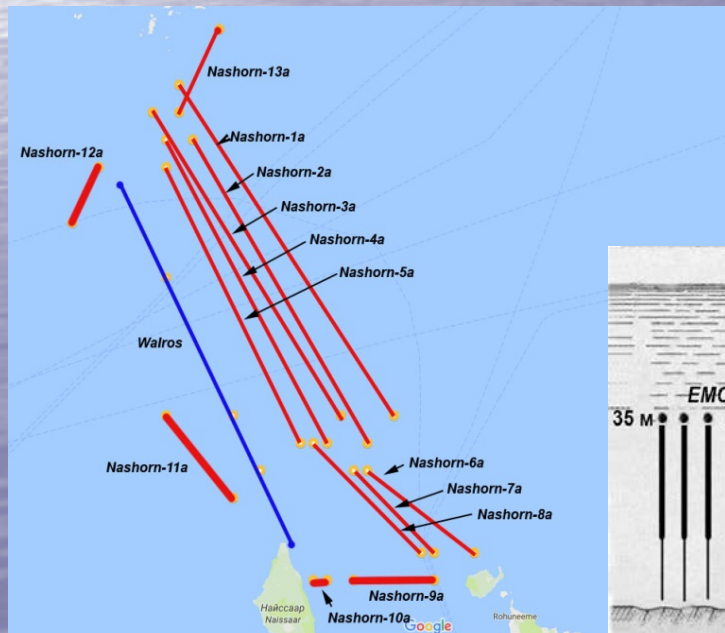 Nashorn-13a
Nashorn-1a
Nashorn-12a
Nashorn-2a
Nashorn-3a
Nashorn-4a
Nashorn-5a
Walros
EMC
35 м
Nashorn-6a
Nashorn-11a
Nashorn-7a
Nashorn-8a
Nashorn-9a
Найссаар
Naissaar
Nashorn-10a
Rohuneeme
Google